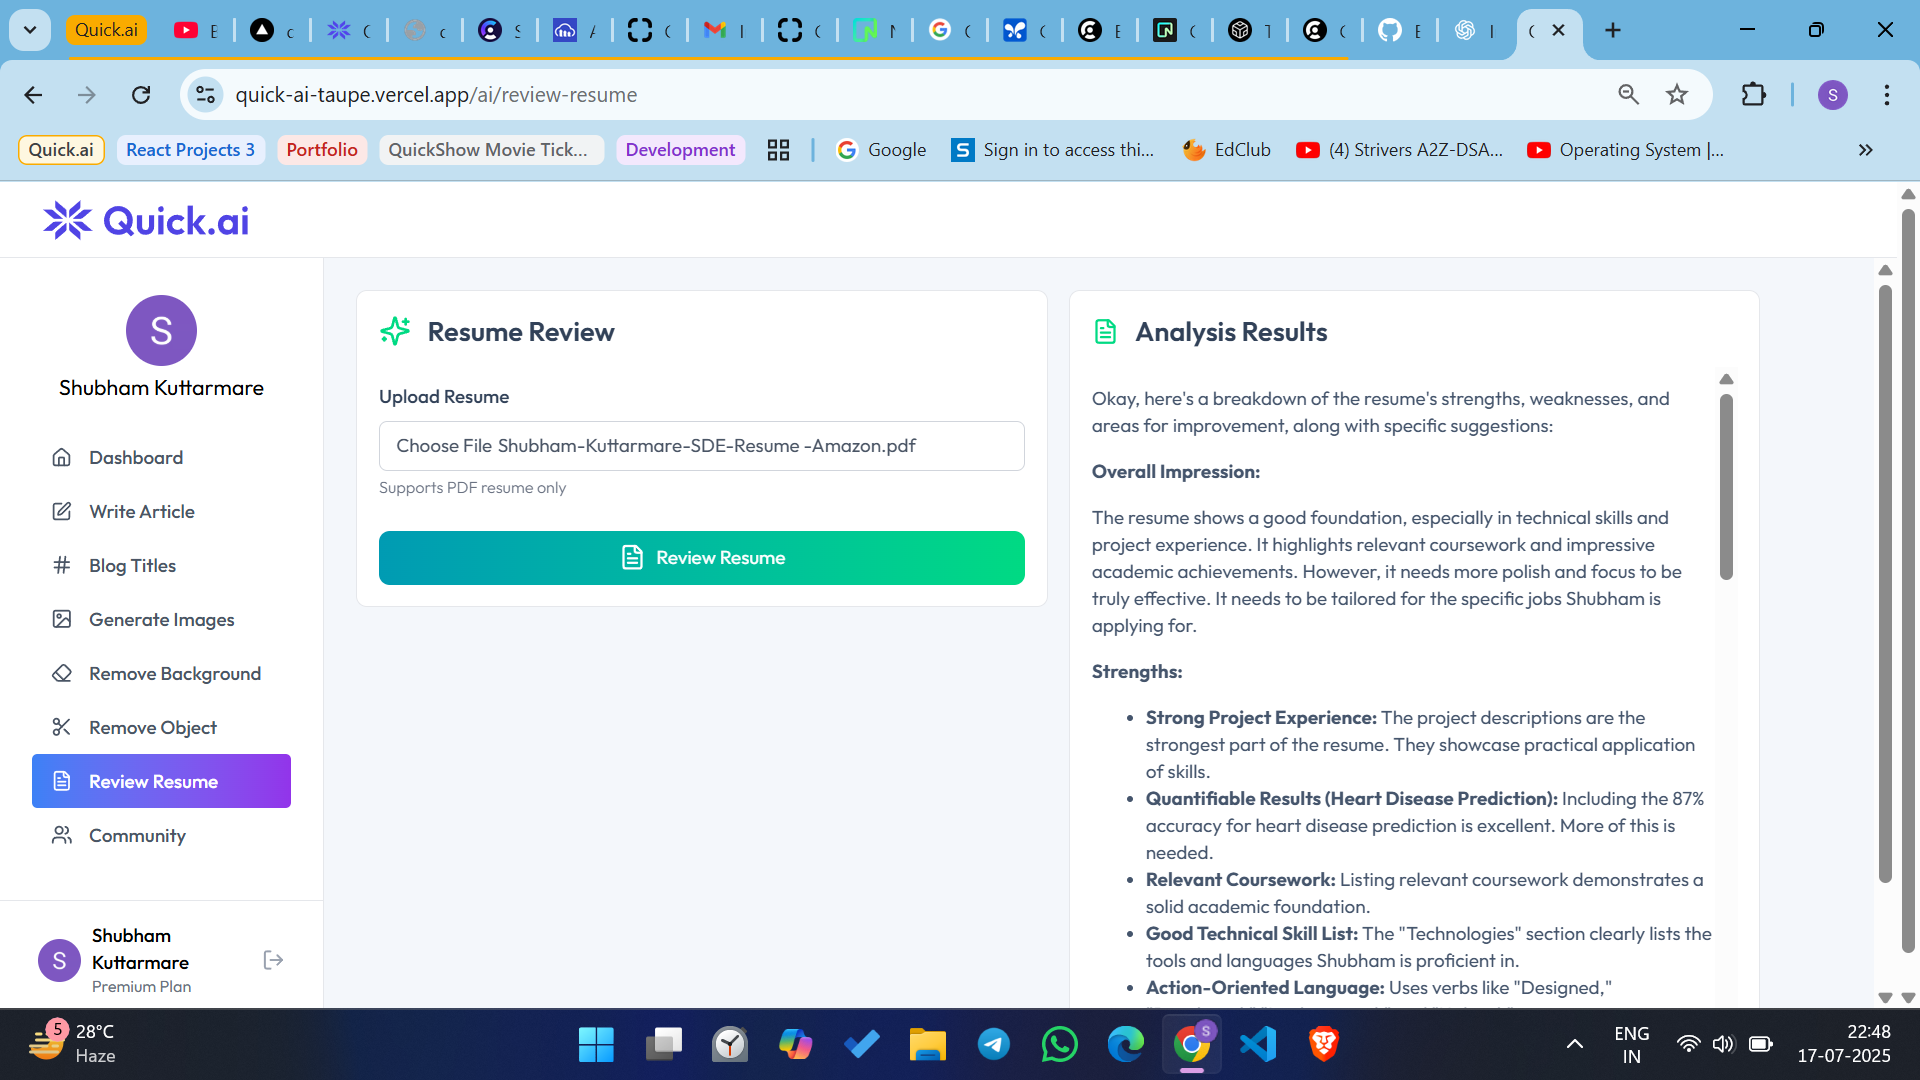 Quick.ai
quick-ai-taupe.vercel.app/ai/review-resume
S
Quick.ai
React Projects 3
Portfolio
QuickShow Movie Tick...
Development
Google
Sign in to access thi...
EdClub
(4) Strivers A2Z-DSA...
Operating System |...
Quick.ai
S
Shubham Kuttarmare
Dashboard
Write Article
Blog Titles
Generate Images
Remove Background
Remove Object
Review Resume
Community
S
Shubham
Kuttarmare
Premium Plan
Resume Review
Upload Resume
Choose File Shubham-Kuttarmare-SDE-Resume -Amazon.pdf
Supports PDF resume only
Review Resume
Analysis Results
Okay, here's a breakdown of the resume's strengths, weaknesses, and
areas for improvement, along with specific suggestions:
Overall Impression:
The resume shows a good foundation, especially in technical skills and
project experience. It highlights relevant coursework and impressive
academic achievements. However, it needs more polish and focus to be
truly effective. It needs to be tailored for the specific jobs Shubham is
applying for.
Strengths:
• Strong Project Experience: The project descriptions are the
strongest part of the resume. They showcase practical application
of skills.
• Quantifiable Results (Heart Disease Prediction): Including the 87%
accuracy for heart disease prediction is excellent. More of this is
needed.
• Relevant Coursework: Listing relevant coursework demonstrates a
solid academic foundation.
• Good Technical Skill List: The "Technologies" section clearly lists the
tools and languages Shubham is proficient in.
• Action-Oriented Language: Uses verbs like "Designed,"
5
28°C
Haze
S
ENG
IN
22:48
17-07-2025